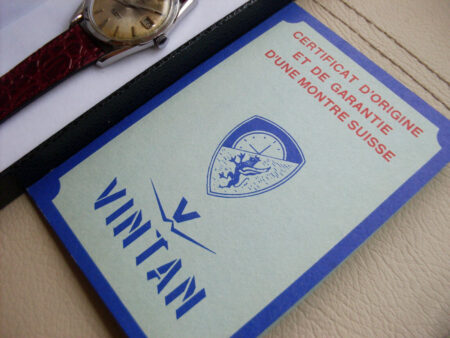 CERTIFICAT D'ORIGINE
ET DE GARANTIE
D'UNE MONTRE SUISSE
V
VINTAN